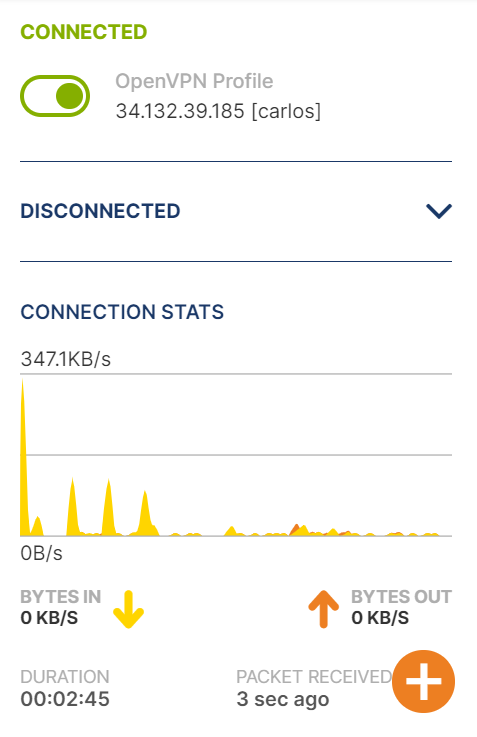 CONNECTED
OpenVPN Profile
34.132.39.185 [carlos]
DISCONNECTED
CONNECTION STATS
347.1KB/s
0B/s
BYTES IN
0 KB/S
BYTES OUT
0 KB/S
DURATION
00:02:45
PACKET RECEIVED
3 sec ago